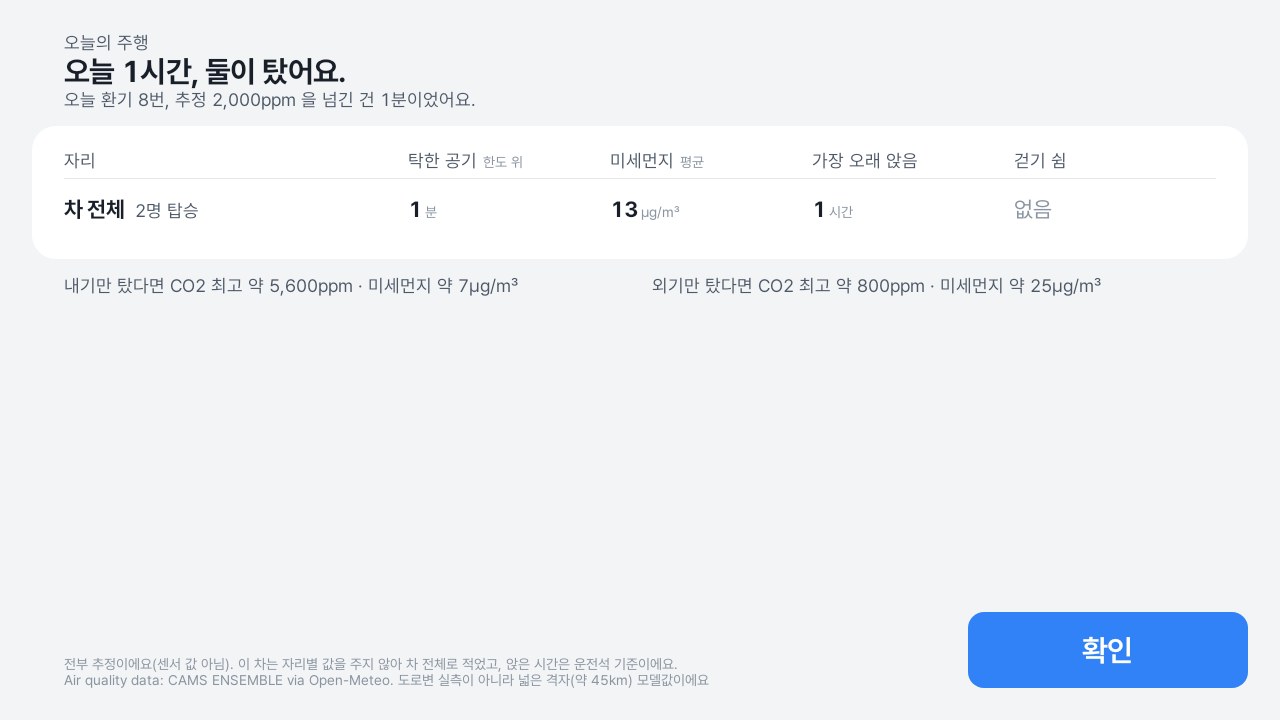 오늘의 주행
오늘 1시간, 둘이 탔어요.
오늘 환기 8번, 추정 2,000ppm 을 넘긴 건 1분이었어요.
자리 탁한 공기 한도 위 미세먼지 평균 가장 오래 앉음 걷기 쉼
차 전체 2명 탑승 1 분 13 µg/m³ 1 시간 없음
내기만 탔다면 CO2 최고 약 5,600ppm · 미세먼지 약 7µg/m³ 외기만 탔다면 CO2 최고 약 800ppm · 미세먼지 약 25µg/m³
확인
전부 추정이에요(센서 값 아님). 이 차는 자리별 값을 주지 않아 차 전체로 적었고, 앉은 시간은 운전석 기준이에요.
Air quality data: CAMS ENSEMBLE via Open-Meteo. 도로변 실측이 아니라 넓은 격자(약 45km) 모델값이에요